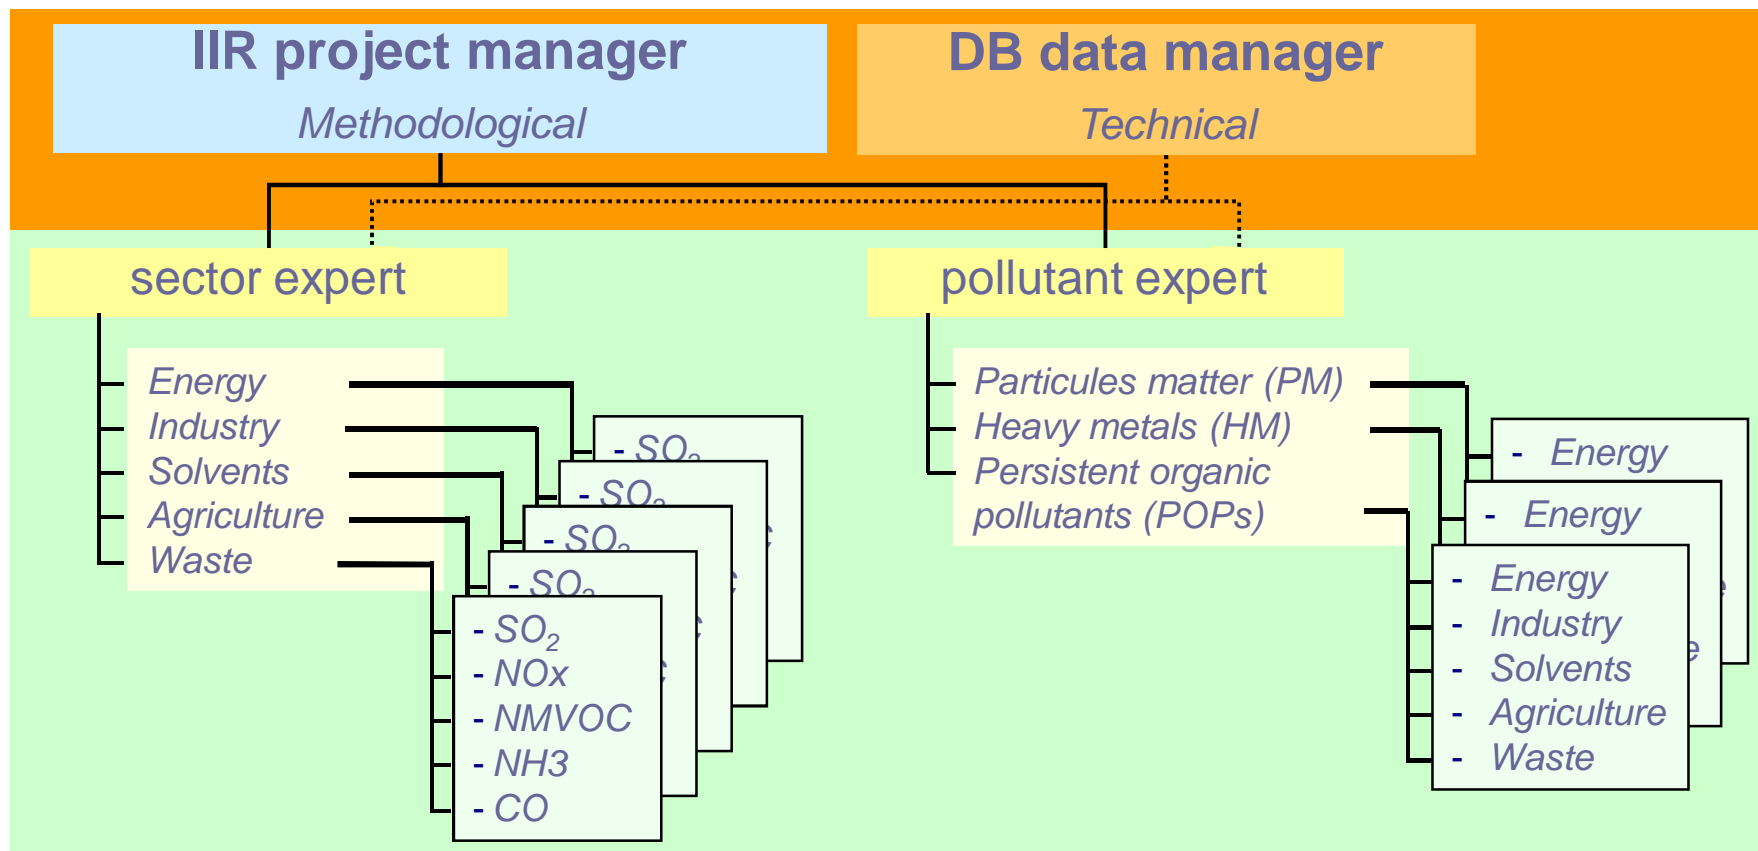 IIR project manager
Methodological
DB data manager
Technical
sector expert
Energy
Industry
Solvents
Agriculture
Waste
- SO2
- SO2
- SO2
- SO2
- SO2
- NOx
- NMVOC
- NH3
- CO
pollutant expert
Particules matter (PM)
Heavy metals (HM)
Persistent organic
pollutants (POPs)
- Energy
- Energy
- Energy
- Industry
- Solvents
- Agriculture
- Waste